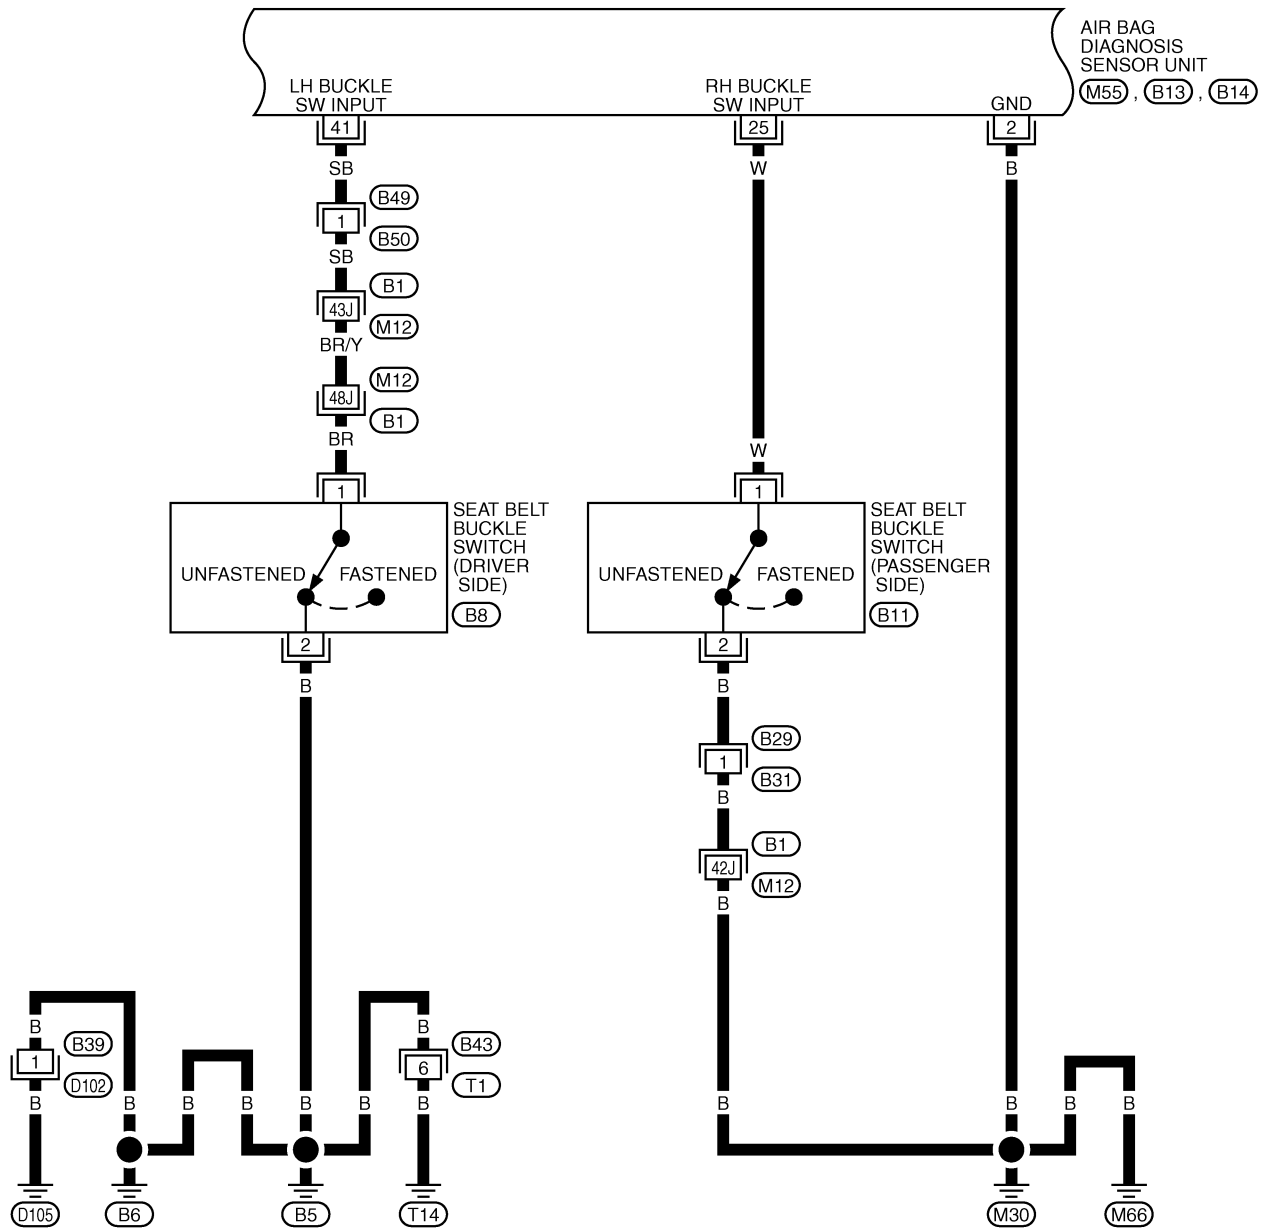 AIR BAG
DIAGNOSIS
SENSOR UNIT
M55 , B13 , B14
LH BUCKLE
SW INPUT
RH BUCKLE
SW INPUT
GND
41
25
2
SB
W
B
B49
1
B50
SB
B1
43J
M12
BR/Y
M12
48J
B1
BR
W
1
1
SEAT BELT
BUCKLE
SWITCH
(DRIVER
SIDE)
B8
UNFASTENED
FASTENED
SEAT BELT
BUCKLE
SWITCH
(PASSENGER
SIDE)
B11
UNFASTENED
FASTENED
2
2
B
B
B29
1
B31
B
B1
42J
M12
B
B
B
B39
1
D102
B43
6
T1
B
B
B
B
B
B
B
B
B
B
B
D105
B6
B5
T14
M30
M66